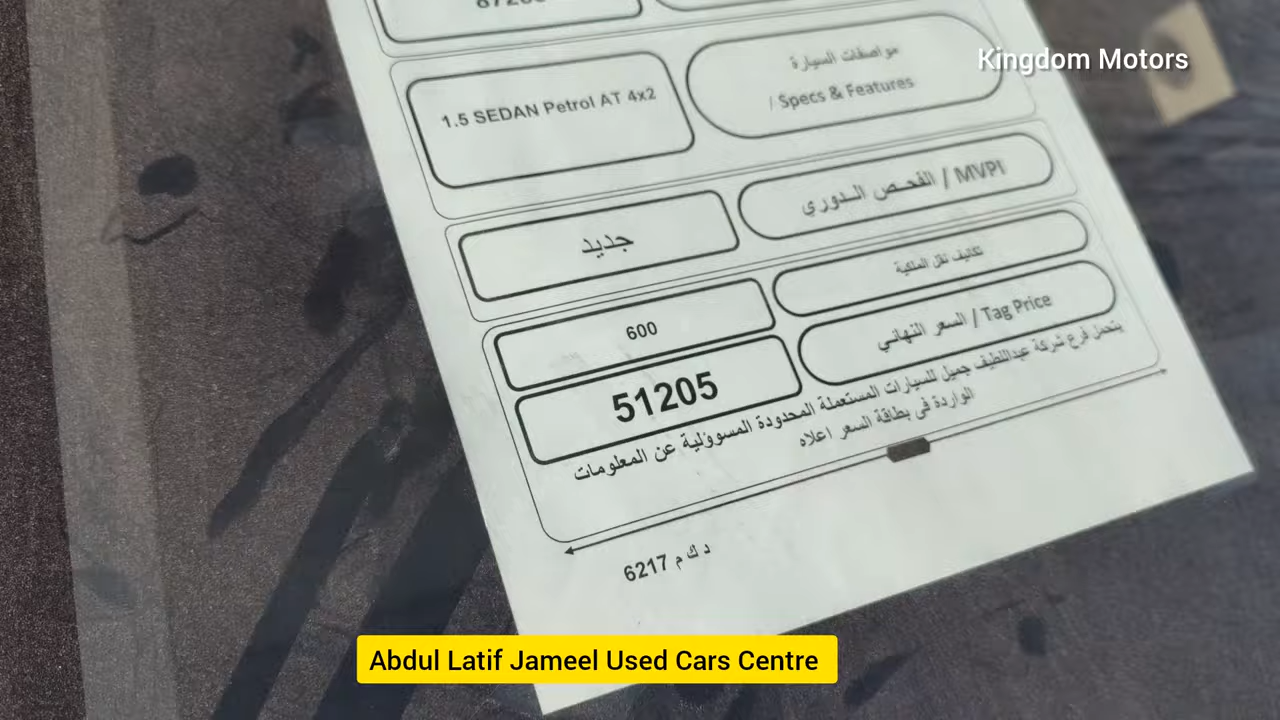 Kingdom Motors
مواصفات السيارة
/ Specs & Features
1.5 SEDAN Petrol AT 4x2
MVPI / الفحص الدوري
جديد
تكاليف نقل الملكية
600
Tag Price / السعر النهائي
51205
يتحمل فرع شركة عبداللطيف جميل للسيارات المستعملة المحدودة المسؤولية عن المعلومات
الواردة في بطاقة السعر اعلاه
د ك م 6217
Abdul Latif Jameel Used Cars Centre